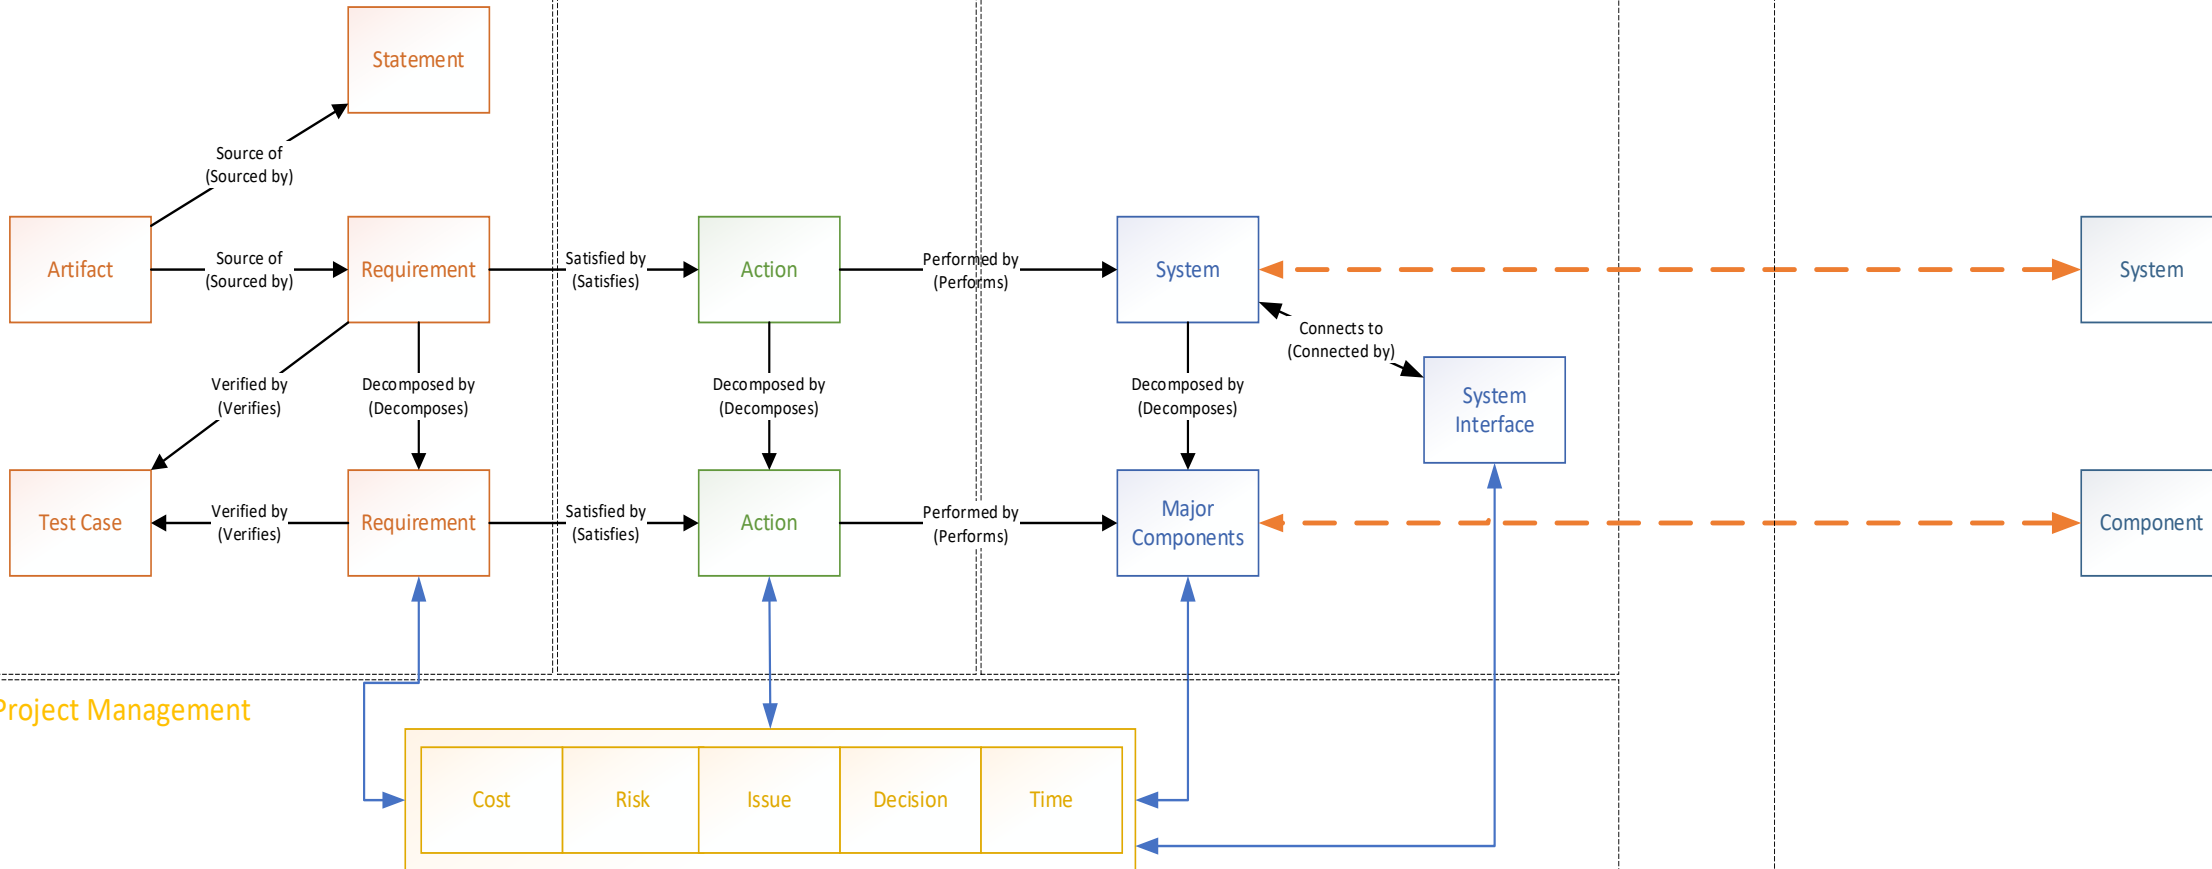 Statement
Source of
(Sourced by)
Artifact
Source of
(Sourced by)
Requirement
Satisfied by
(Satisfies)
Action
Performed by
(Performs)
System
System
Connects to
(Connected by)
Verified by
(Verifies)
Decomposed by
(Decomposes)
Decomposed by
(Decomposes)
Decomposed by
(Decomposes)
System
Interface
Test Case
Verified by
(Verifies)
Requirement
Satisfied by
(Satisfies)
Action
Performed by
(Performs)
Major
Components
Component
Project Management
Cost
Risk
Issue
Decision
Time